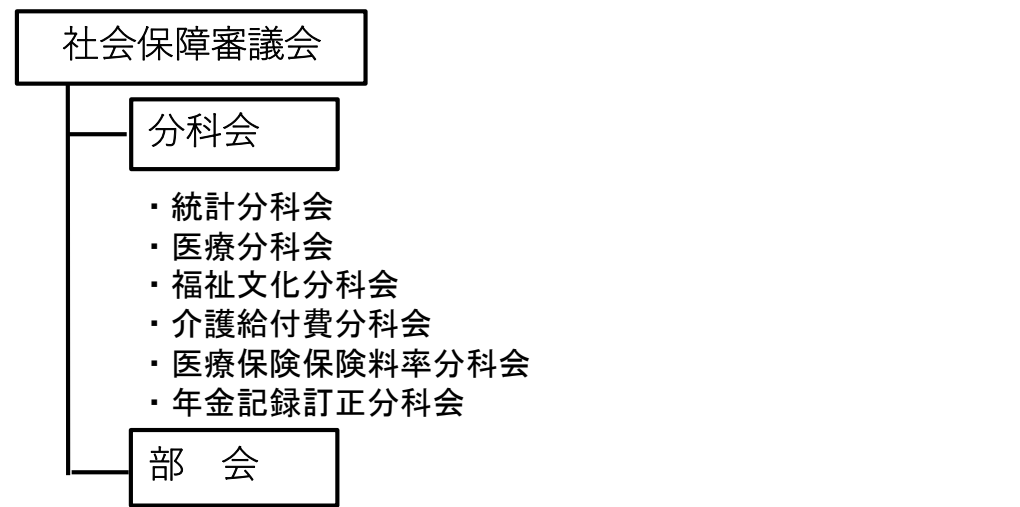 社会保障審議会
分科会
・統計分科会
・医療分科会
・福祉文化分科会
・介護給付費分科会
・医療保険保険料率分科会
・年金記録訂正分科会
部　会